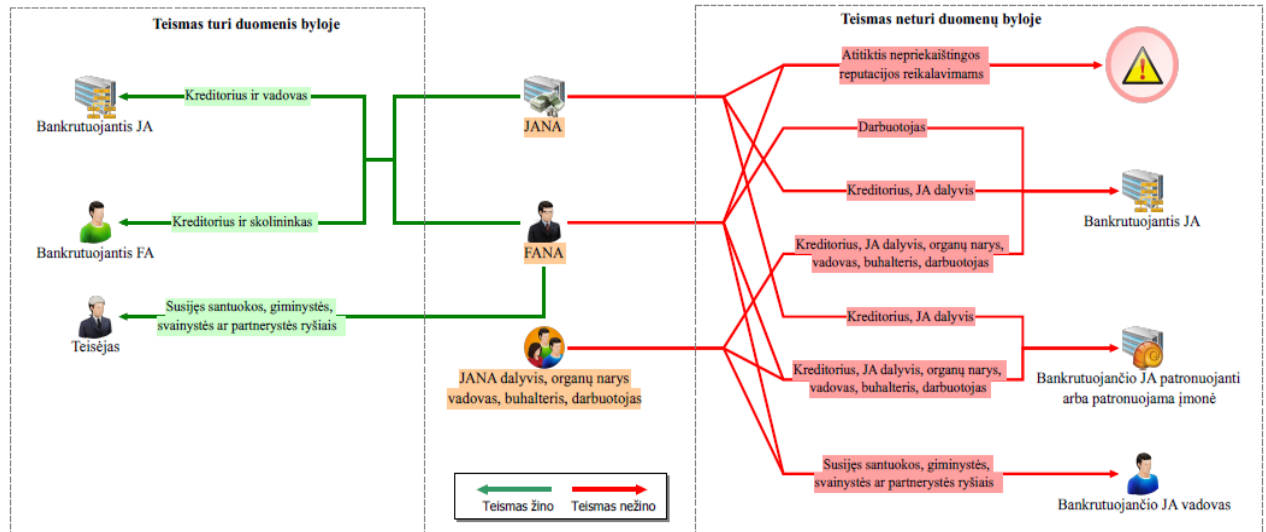 Teismas turi duomenis byloje
Kreditorius ir vadovas
Bankrutuojantis JA
Kreditorius ir skolininkas
Bankrutuojantis FA
Susijęs santuokos, giminystės,
svainystės ar partnerystės ryšiais
Teisėjas
JANA
FANA
JANA dalyvis, organų narys
vadovas, buhalteris, darbuotojas
Teismas žino
Teismas nežino
Teismas neturi duomenų byloje
Atitiktis nepriekaištingos
reputacijos reikalavimams
Darbuotojas
Kreditorius, JA dalyvis
Bankrutuojantis JA
Kreditorius, JA dalyvis, organų narys,
vadovas, buhalteris, darbuotojas
Kreditorius, JA dalyvis
Kreditorius, JA dalyvis, organų narys,
vadovas, buhalteris, darbuotojas
Bankrutuojančio JA patronuojanti
arba patronuojama įmonė
Susijęs santuokos, giminystės,
svainystės ar partnerystės ryšiais
Bankrutuojančio JA vadovas